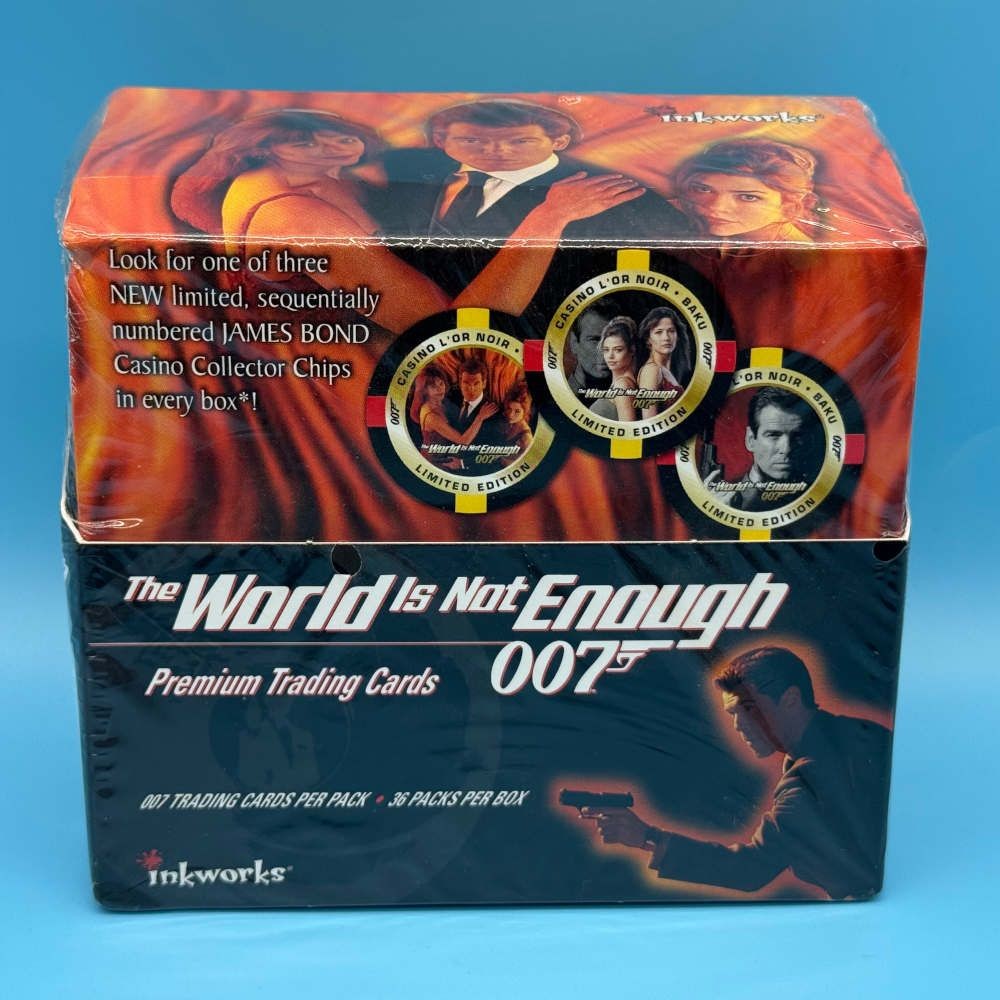 inkworks®
Look for one of three
NEW limited, sequentially
numbered JAMES BOND
Casino Collector Chips
in every box*!
CASINO L'OR NOIR •
007
The World Is Not Enough
007
LIMITED EDITION
CASINO L'OR NOIR • BAKU
007
007
The World Is Not Enough
007
LIMITED EDITION
L'OR NOIR • BAKU
007
007
The World Is Not Enough
007
LIMITED EDITION
The World Is Not Enough
007
Premium Trading Cards
007 TRADING CARDS PER PACK • 36 PACKS PER BOX
inkworks®